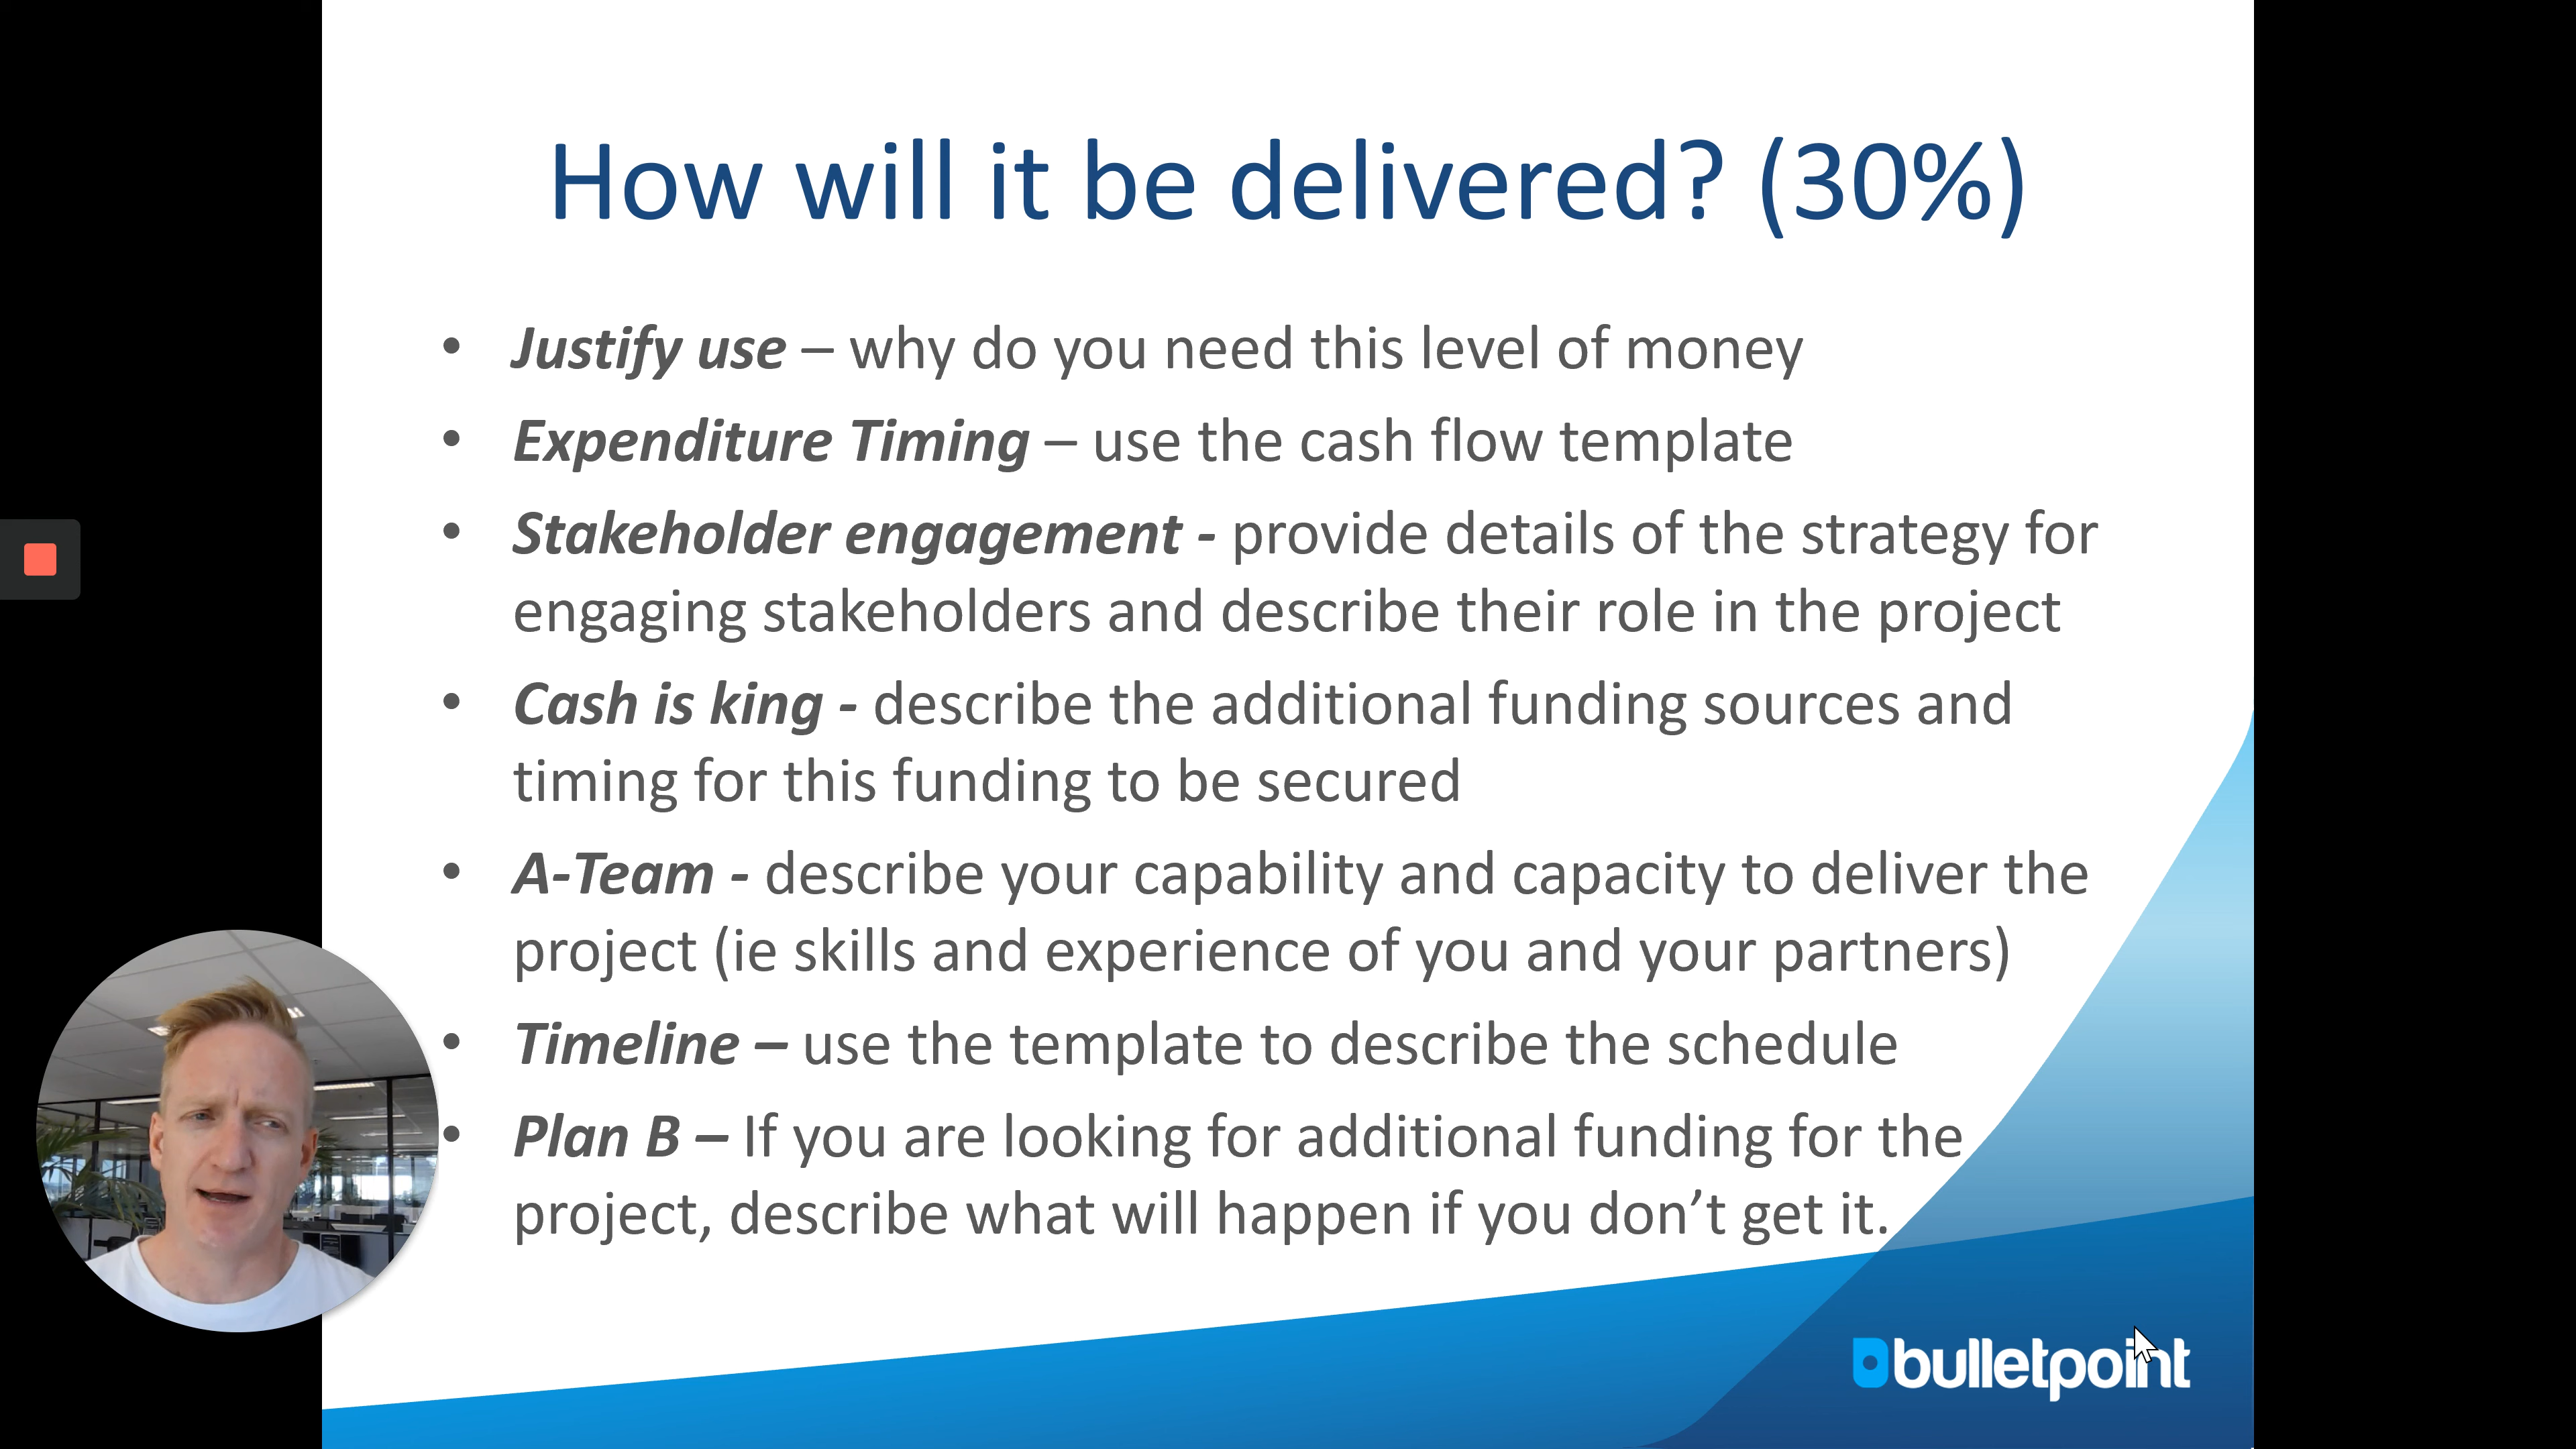 How will it be delivered? (30%)
• Justify use – why do you need this level of money
• Expenditure Timing – use the cash flow template
• Stakeholder engagement - provide details of the strategy for
engaging stakeholders and describe their role in the project
• Cash is king - describe the additional funding sources and
timing for this funding to be secured
• A-Team - describe your capability and capacity to deliver the
project (ie skills and experience of you and your partners)
• Timeline – use the template to describe the schedule
• Plan B – If you are looking for additional funding for the
project, describe what will happen if you don’t get it.
bulletpoint